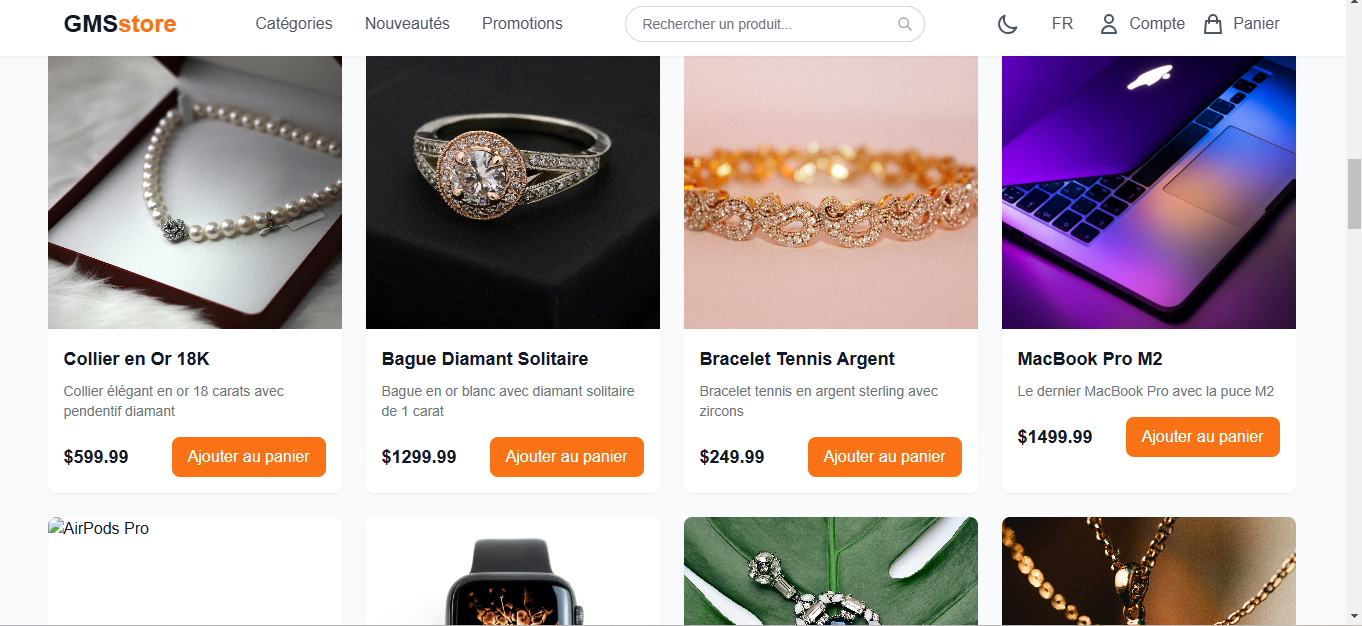 GMSstore
Catégories
Nouveautés
Promotions
Rechercher un produit...
FR
Compte
Panier
Collier en Or 18K
Collier élégant en or 18 carats avec
pendentif diamant
$599.99
Ajouter au panier
Bague Diamant Solitaire
Bague en or blanc avec diamant solitaire
de 1 carat
$1299.99
Ajouter au panier
Bracelet Tennis Argent
Bracelet tennis en argent sterling avec
zircons
$249.99
Ajouter au panier
MacBook Pro M2
Le dernier MacBook Pro avec la puce M2
$1499.99
Ajouter au panier
AirPods Pro